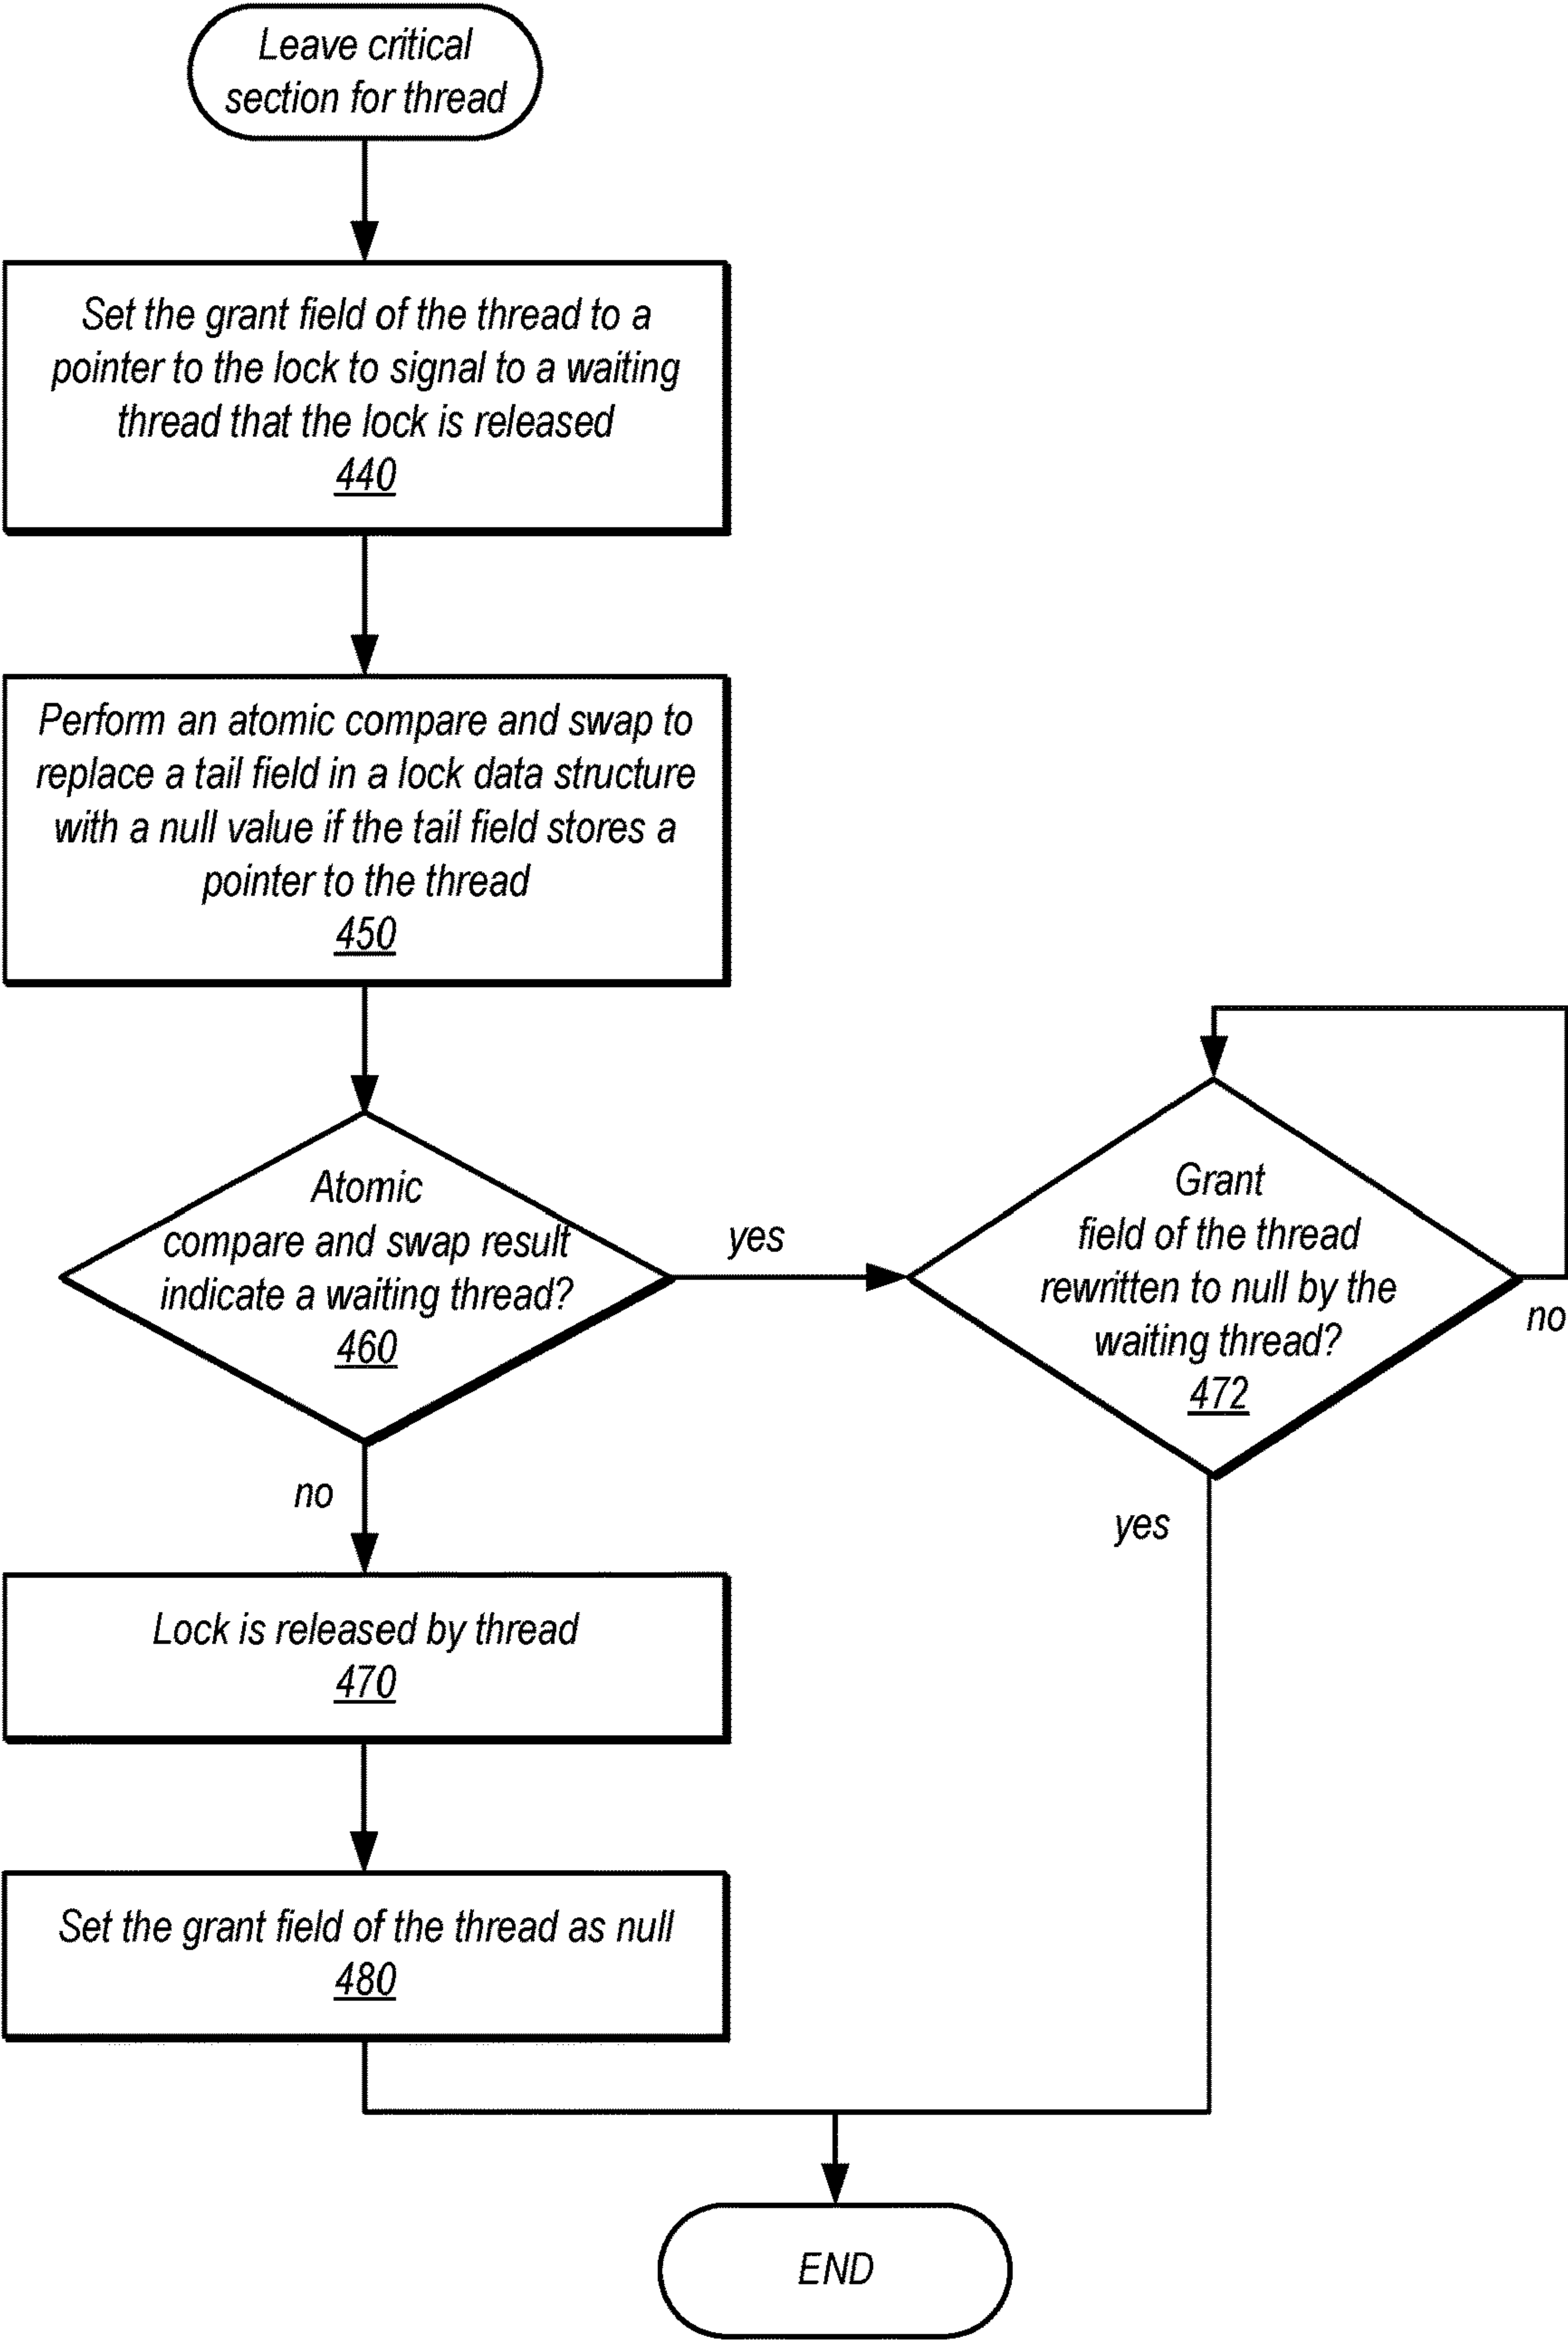 Leave critical
section for thread
Set the grant field of the thread to a
pointer to the lock to signal to a waiting
thread that the lock is released
440
Perform an atomic compare and swap to
replace a tail field in a lock data structure
with a null value if the tail field stores a
pointer to the thread
450
Atomic
compare and swap result
indicate a waiting thread?
460
yes
Grant
field of the thread
rewritten to null by the
waiting thread?
472
no
no
yes
Lock is released by thread
470
Set the grant field of the thread as null
480
END